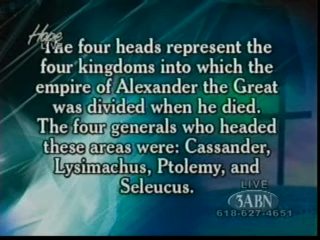 Hope
The four heads represent the
four kingdoms into which the
empire of Alexander the Great
was divided when he died.
The four generals who headed
these areas were: Cassander,
Lysimachus, Ptolemy, and
Seleucus.
LIVE
3ABN
618-627-4651